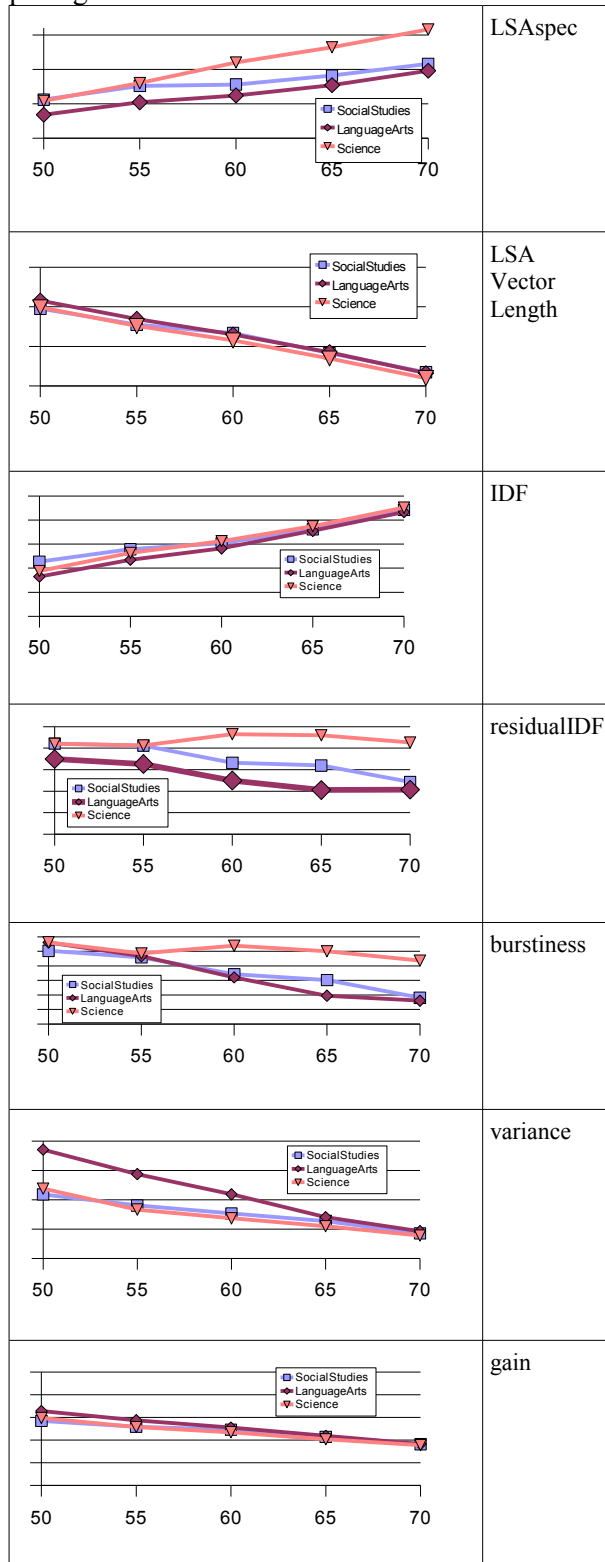 LSAspec
SocialStudies
LanguageArts
Science
50 55 60 65 70
LSA
Vector
Length
SocialStudies
LanguageArts
Science
50 55 60 65 70
IDF
SocialStudies
LanguageArts
Science
50 55 60 65 70
residualIDF
SocialStudies
LanguageArts
Science
50 55 60 65 70
burstiness
SocialStudies
LanguageArts
Science
50 55 60 65 70
variance
SocialStudies
LanguageArts
Science
50 55 60 65 70
gain
SocialStudies
LanguageArts
Science
50 55 60 65 70